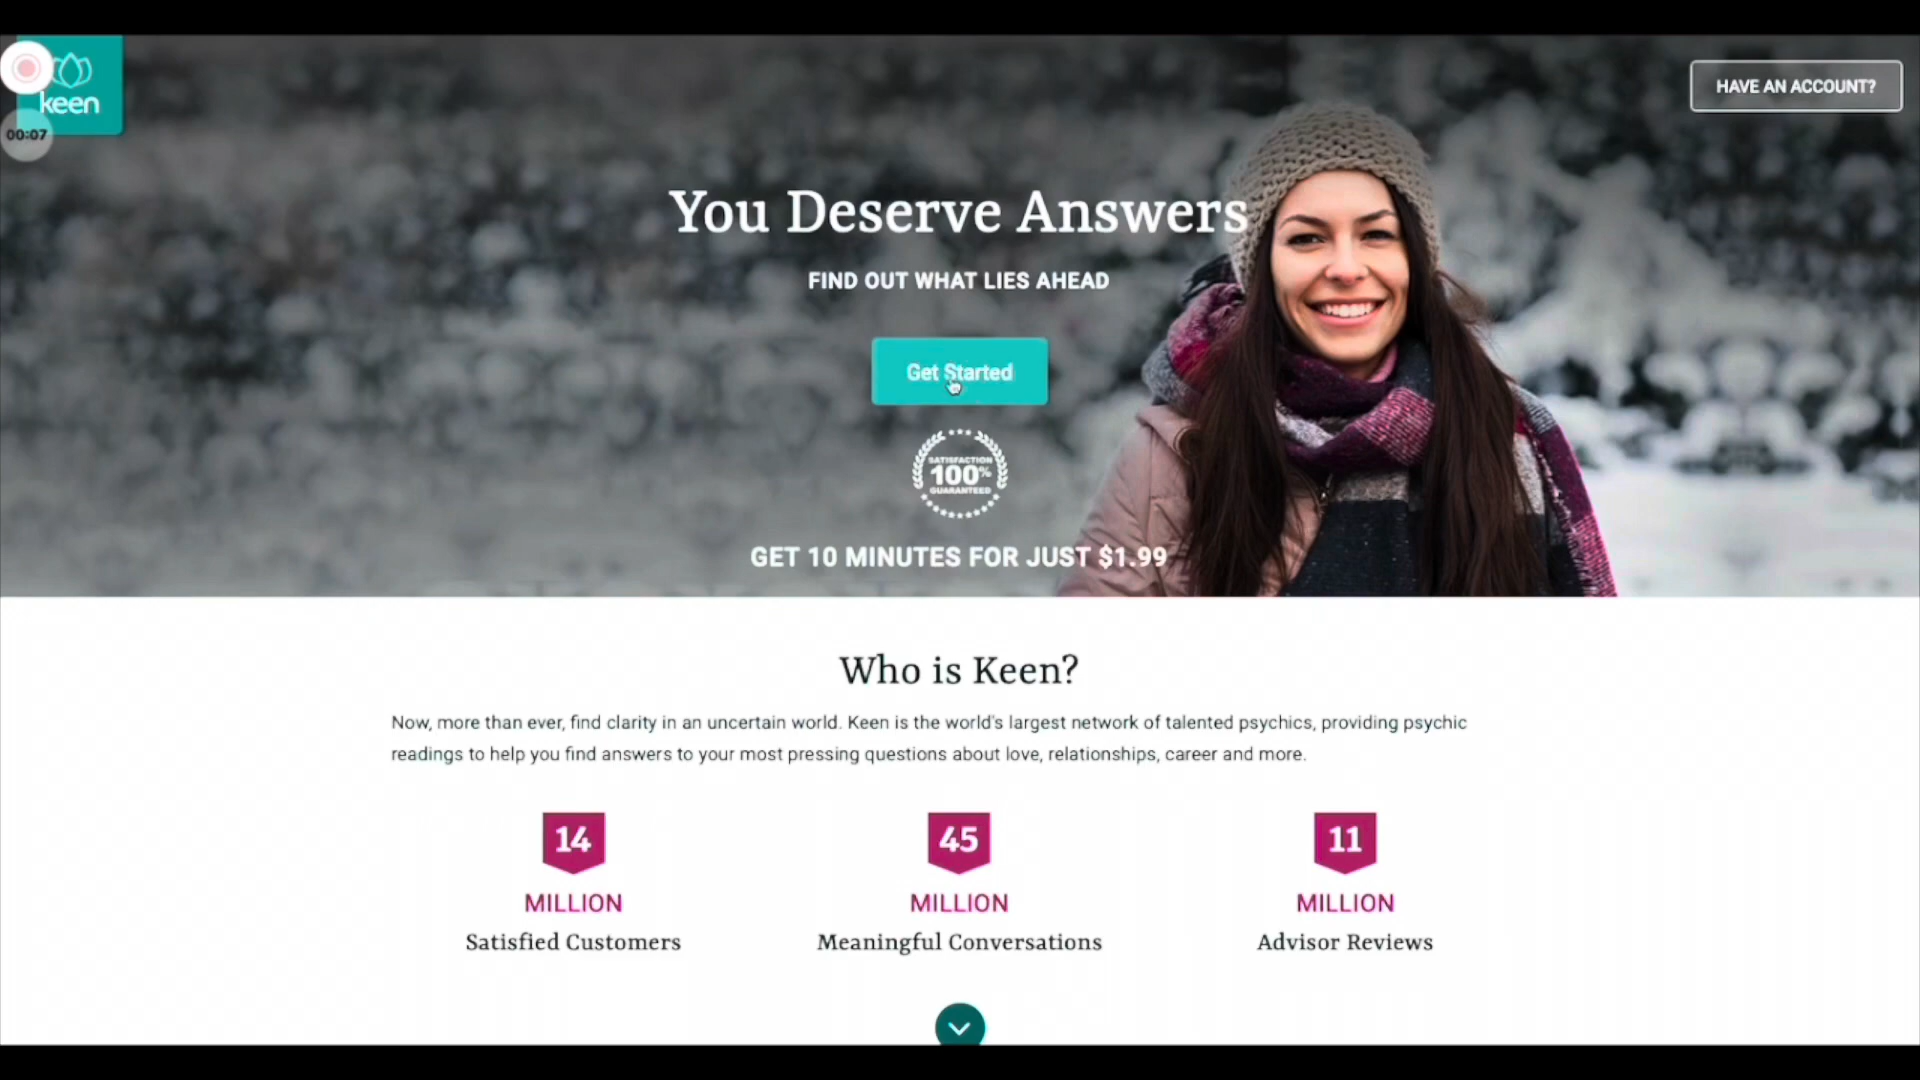 keen
00:07
HAVE AN ACCOUNT?
You Deserve Answers
FIND OUT WHAT LIES AHEAD
Get Started
SATISFACTION
100%
GUARANTEED
GET 10 MINUTES FOR JUST $1.99
Who is Keen?
Now, more than ever, find clarity in an uncertain world. Keen is the world's largest network of talented psychics, providing psychic
readings to help you find answers to your most pressing questions about love, relationships, career and more.
14 45 11
MILLION MILLION MILLION
Satisfied Customers Meaningful Conversations Advisor Reviews